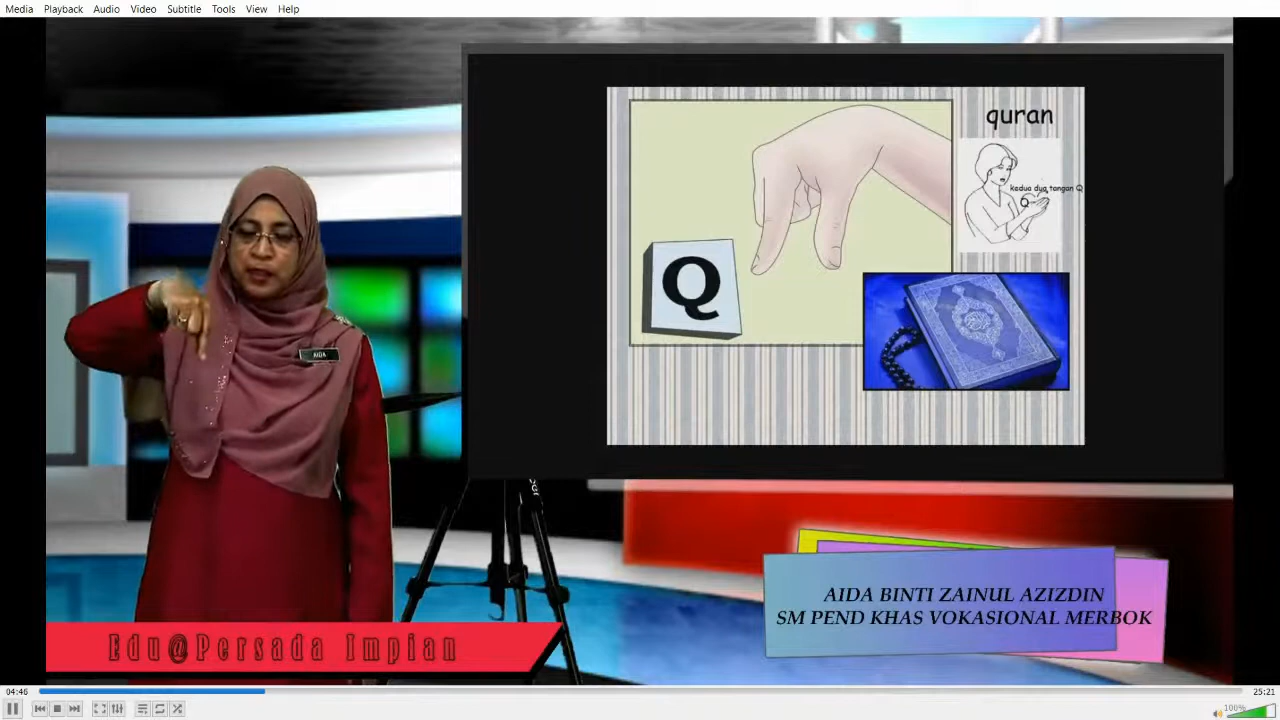 Media Playback Audio Video Subtitle Tools View Help
quran
kedua dua tangan Q
Q
Q
AIDA
AIDA BINTI ZAINUL AZIZDIN
SM PEND KHAS VOKASIONAL MERBOK
Edu@Persada Impian
04:46
25:21
100%